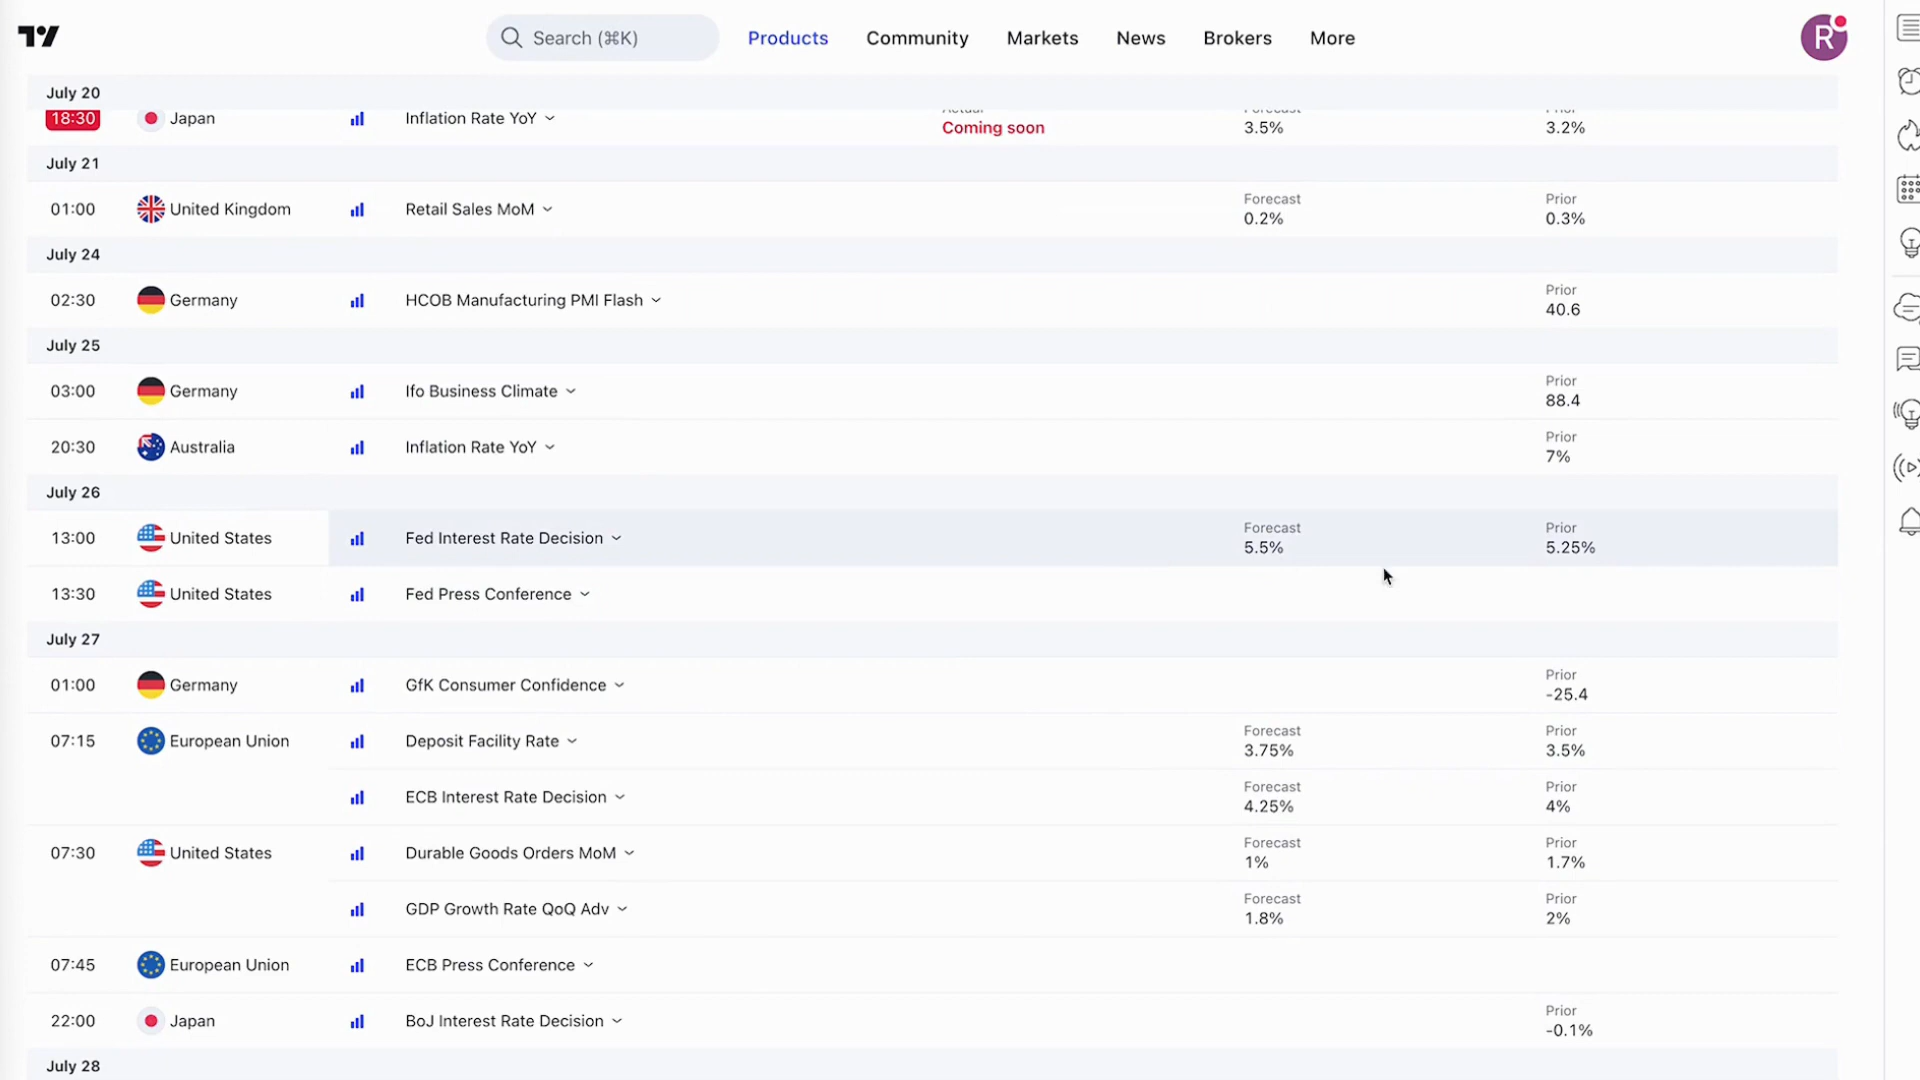 Search (⌘K)
Products
Community
Markets
News
Brokers
More
R
July 20
18:30 Japan Inflation Rate YoY
Actual Coming soon
Forecast 3.5%
Prior 3.2%
July 21
01:00 United Kingdom Retail Sales MoM
Forecast 0.2%
Prior 0.3%
July 24
02:30 Germany HCOB Manufacturing PMI Flash
Prior 40.6
July 25
03:00 Germany Ifo Business Climate
Prior 88.4
20:30 Australia Inflation Rate YoY
Prior 7%
July 26
13:00 United States Fed Interest Rate Decision
Forecast 5.5%
Prior 5.25%
13:30 United States Fed Press Conference
July 27
01:00 Germany GfK Consumer Confidence
Prior -25.4
07:15 European Union Deposit Facility Rate
Forecast 3.75%
Prior 3.5%
ECB Interest Rate Decision
Forecast 4.25%
Prior 4%
07:30 United States Durable Goods Orders MoM
Forecast 1%
Prior 1.7%
GDP Growth Rate QoQ Adv
Forecast 1.8%
Prior 2%
07:45 European Union ECB Press Conference
22:00 Japan BoJ Interest Rate Decision
Prior -0.1%
July 28